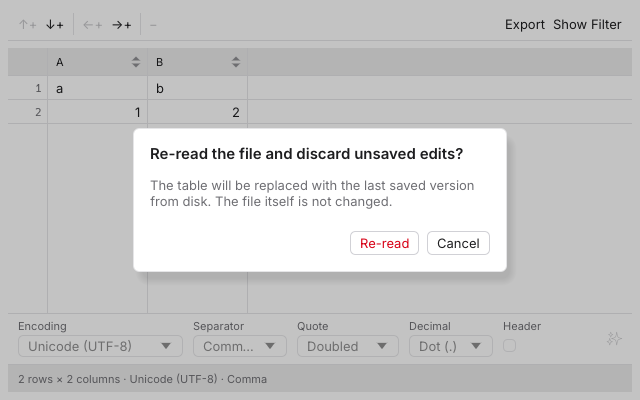 ↑+ ↓+ ←+ →+ − Export Show Filter
A B
1 a b
2 1 2
Re-read the file and discard unsaved edits?
The table will be replaced with the last saved version
from disk. The file itself is not changed.
Re-read Cancel
Encoding Separator Quote Decimal Header
Unicode (UTF-8) Comm... Doubled Dot (.)
2 rows × 2 columns · Unicode (UTF-8) · Comma